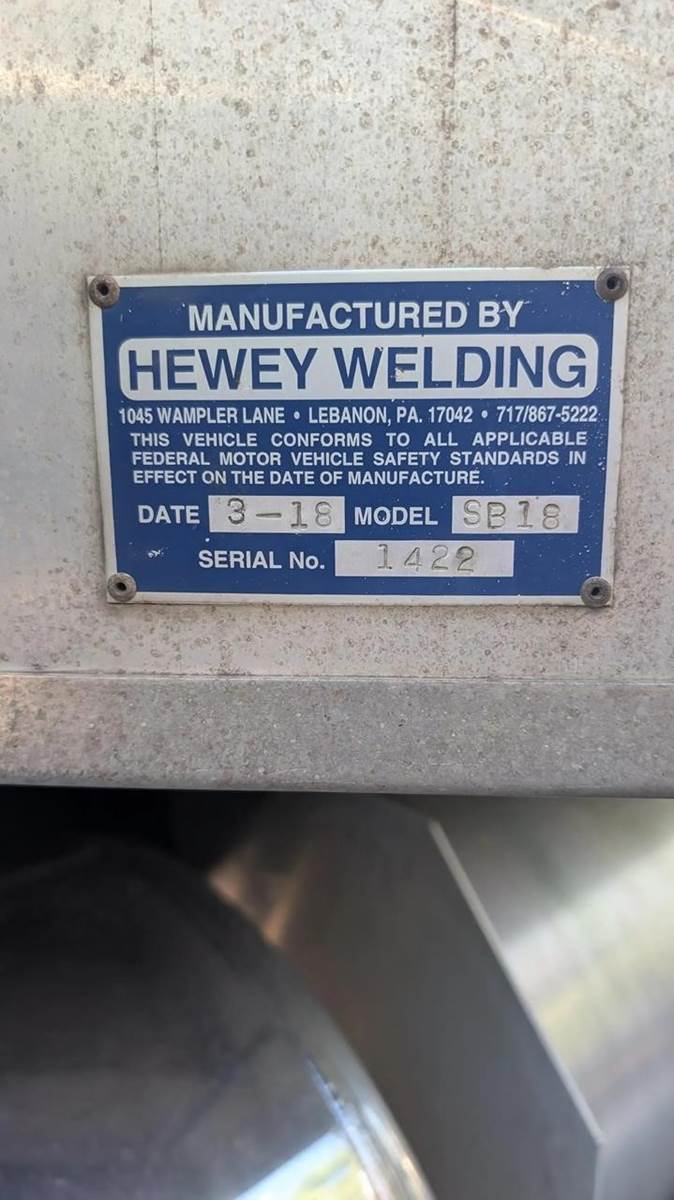 MANUFACTURED BY
HEWEY WELDING
1045 WAMPLER LANE • LEBANON, PA. 17042 • 717/867-5222
THIS VEHICLE CONFORMS TO ALL APPLICABLE
FEDERAL MOTOR VEHICLE SAFETY STANDARDS IN
EFFECT ON THE DATE OF MANUFACTURE.
DATE 3-18 MODEL SB18
SERIAL No. 1422